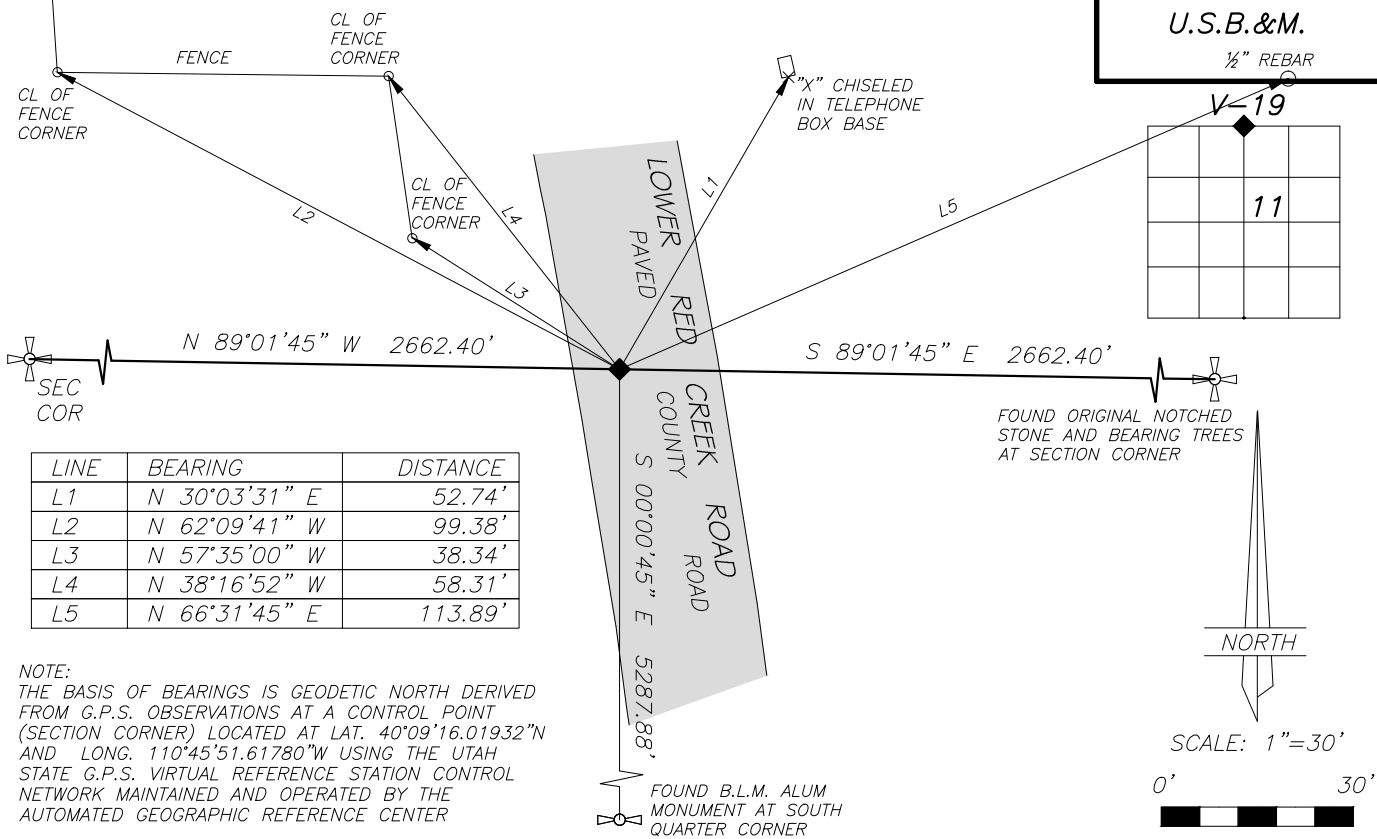 U.S.B.&M.
½" REBAR
V-19
11
CL OF
FENCE
CORNER
FENCE
CL OF
FENCE
CORNER
"X" CHISELED
IN TELEPHONE
BOX BASE
CL OF
FENCE
CORNER
L1
L2
L3
L4
L5
LOWER RED CREEK ROAD
PAVED COUNTY ROAD
N 89°01'45" W 2662.40'
S 89°01'45" E 2662.40'
SEC
COR
FOUND ORIGINAL NOTCHED
STONE AND BEARING TREES
AT SECTION CORNER
S 00°00'45" E 5287.88'
LINE BEARING DISTANCE
L1 N 30°03'31" E 52.74'
L2 N 62°09'41" W 99.38'
L3 N 57°35'00" W 38.34'
L4 N 38°16'52" W 58.31'
L5 N 66°31'45" E 113.89'
NOTE:
THE BASIS OF BEARINGS IS GEODETIC NORTH DERIVED
FROM G.P.S. OBSERVATIONS AT A CONTROL POINT
(SECTION CORNER) LOCATED AT LAT. 40°09'16.01932"N
AND LONG. 110°45'51.61780"W USING THE UTAH
STATE G.P.S. VIRTUAL REFERENCE STATION CONTROL
NETWORK MAINTAINED AND OPERATED BY THE
AUTOMATED GEOGRAPHIC REFERENCE CENTER
FOUND B.L.M. ALUM
MONUMENT AT SOUTH
QUARTER CORNER
NORTH
SCALE: 1"=30'
0' 30'